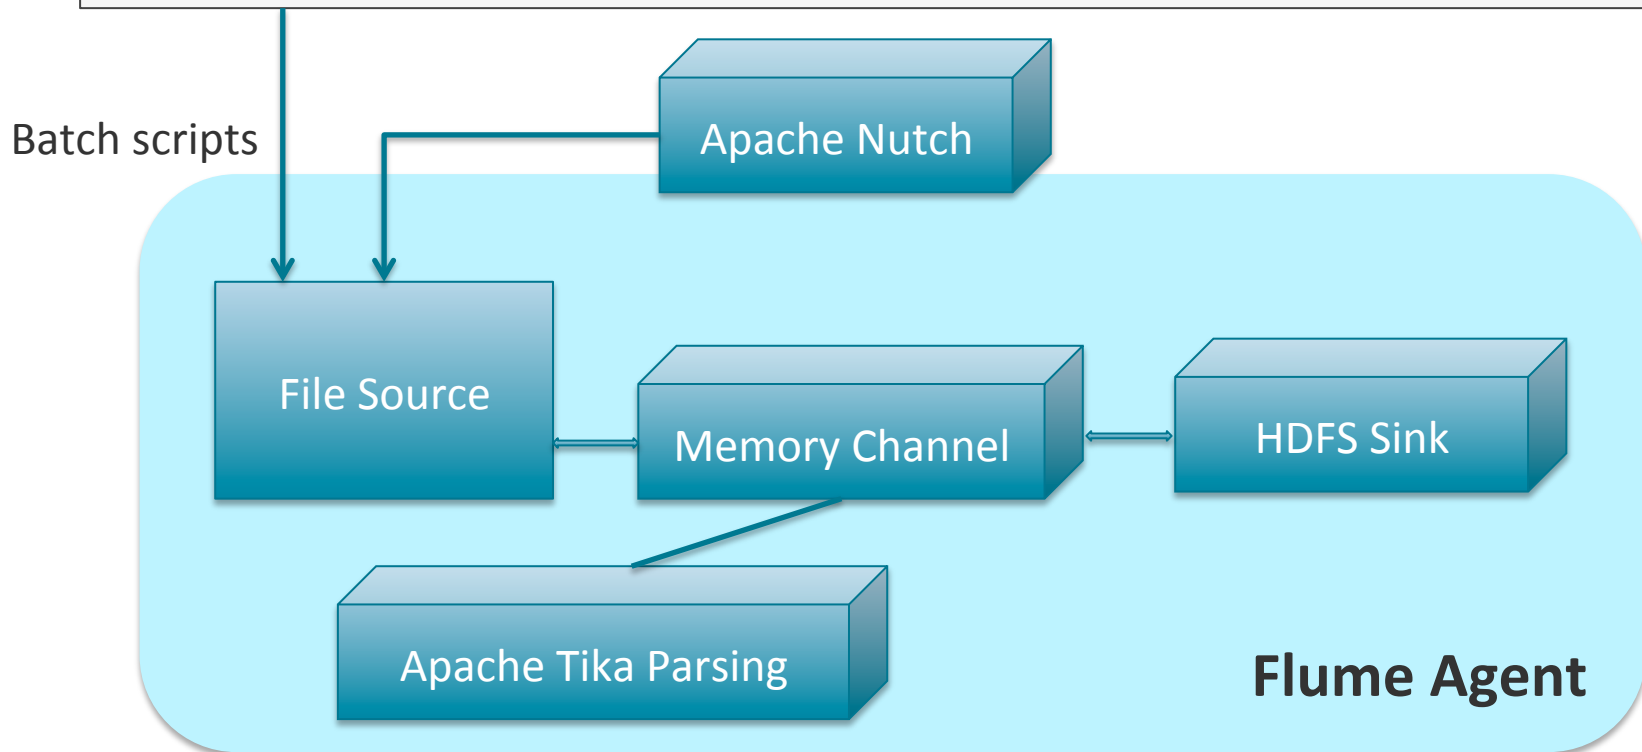 Batch scripts
Apache Nutch
File Source
Memory Channel
HDFS Sink
Apache Tika Parsing
Flume Agent